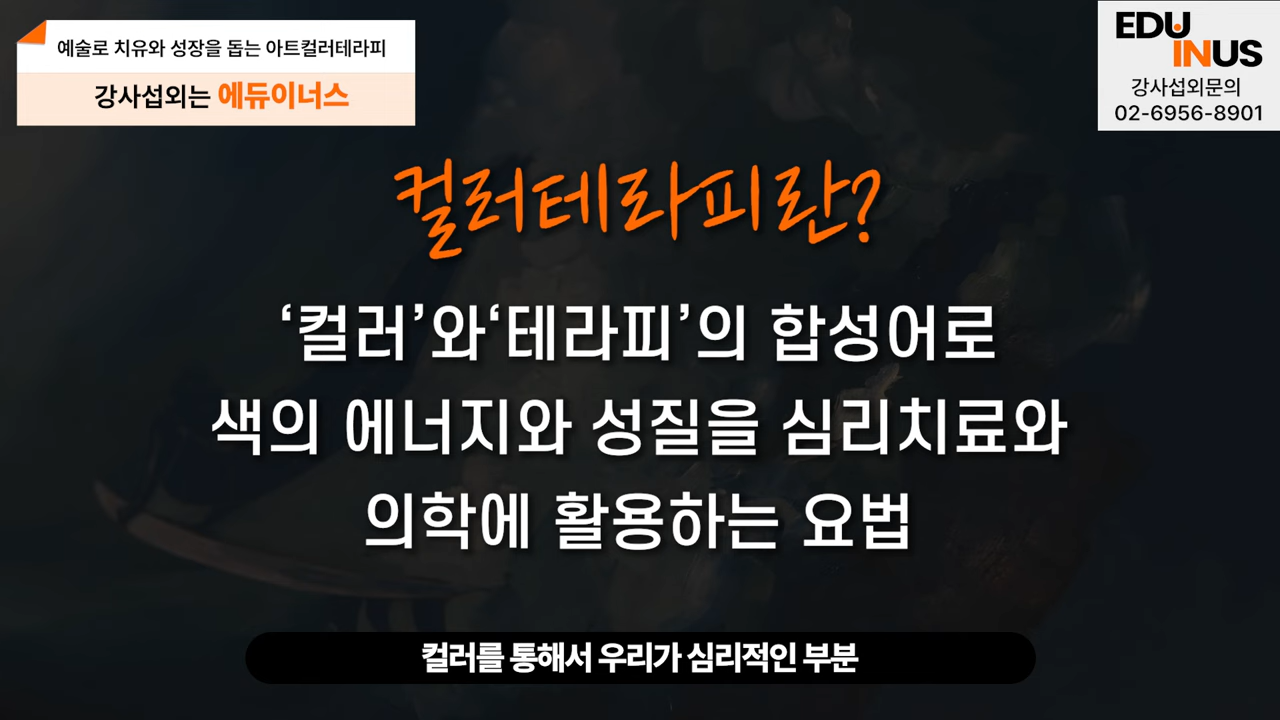 예술로 치유와 성장을 돕는 아트컬러테라피
강사섭외는 에듀이너스
EDU
INUS
강사섭외문의
02-6956-8901
컬러테라피란?
‘컬러’와‘테라피’의 합성어로
색의 에너지와 성질을 심리치료와
의학에 활용하는 요법
컬러를 통해서 우리가 심리적인 부분